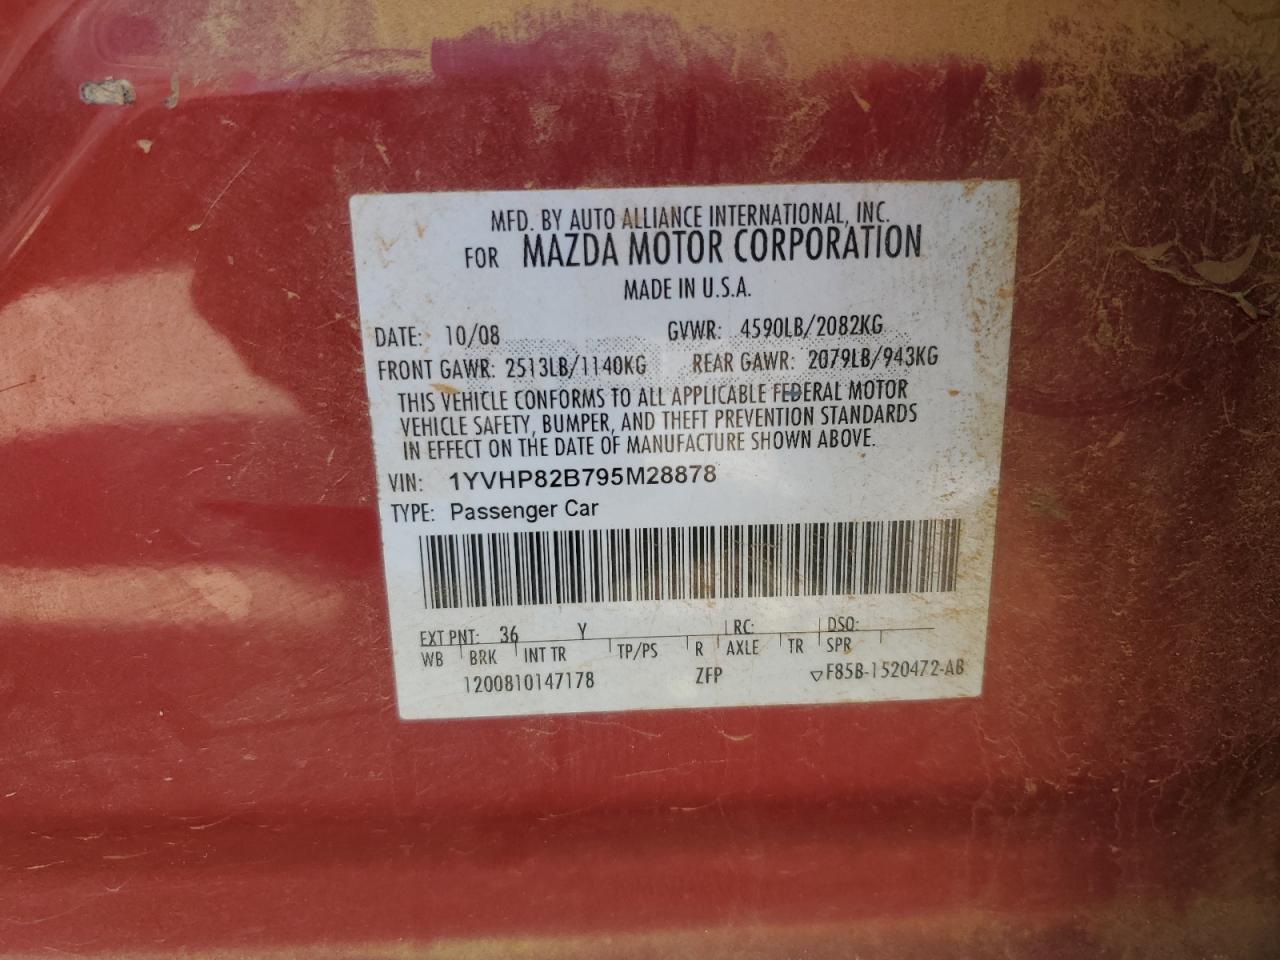 MFD. BY AUTO ALLIANCE INTERNATIONAL, INC.
FOR MAZDA MOTOR CORPORATION
MADE IN U.S.A.
DATE: 10/08 GVWR: 4590LB/2082KG
FRONT GAWR: 2513LB/1140KG REAR GAWR: 2079LB/943KG
THIS VEHICLE CONFORMS TO ALL APPLICABLE FEDERAL MOTOR
VEHICLE SAFETY, BUMPER, AND THEFT PREVENTION STANDARDS
IN EFFECT ON THE DATE OF MANUFACTURE SHOWN ABOVE.
VIN: 1YVHP82B795M28878
TYPE: Passenger Car
EXT PNT: 36 Y RC: DSO:
WB BRK INT TR TP/PS R AXLE TR SPR
1200810147178 ZFP ▽F85B-1520472-AB